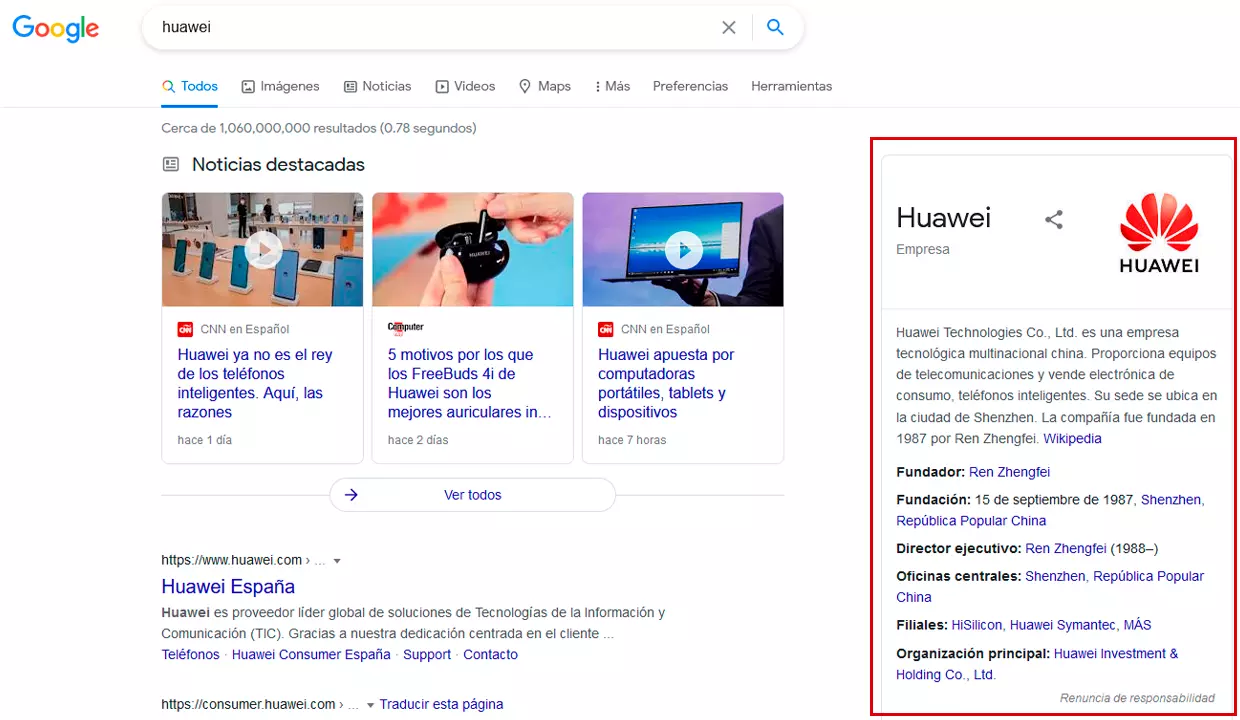 Google
huawei
Todos
Imágenes
Noticias
Videos
Maps
Más
Preferencias
Herramientas
Cerca de 1,060,000,000 resultados (0.78 segundos)
Noticias destacadas
CNN en Español
Huawei ya no es el rey
de los teléfonos
inteligentes. Aquí, las
razones
hace 1 día
HUAWEI
Computer
5 motivos por los que
los FreeBuds 4i de
Huawei son los
mejores auriculares in...
hace 2 días
CNN en Español
Huawei apuesta por
computadoras
portátiles, tablets y
dispositivos
hace 7 horas
Ver todos
https://www.huawei.com › ...
Huawei España
Huawei es proveedor líder global de soluciones de Tecnologías de la Información y
Comunicación (TIC). Gracias a nuestra dedicación centrada en el cliente ...
Teléfonos · Huawei Consumer España · Support · Contacto
https://consumer.huawei.com › ... Traducir esta página
Huawei
Empresa
HUAWEI
Huawei Technologies Co., Ltd. es una empresa
tecnológica multinacional china. Proporciona equipos
de telecomunicaciones y vende electrónica de
consumo, teléfonos inteligentes. Su sede se ubica en
la ciudad de Shenzhen. La compañía fue fundada en
1987 por Ren Zhengfei. Wikipedia
Fundador: Ren Zhengfei
Fundación: 15 de septiembre de 1987, Shenzhen,
República Popular China
Director ejecutivo: Ren Zhengfei (1988–)
Oficinas centrales: Shenzhen, República Popular
China
Filiales: HiSilicon, Huawei Symantec, MÁS
Organización principal: Huawei Investment &
Holding Co., Ltd.
Renuncia de responsabilidad